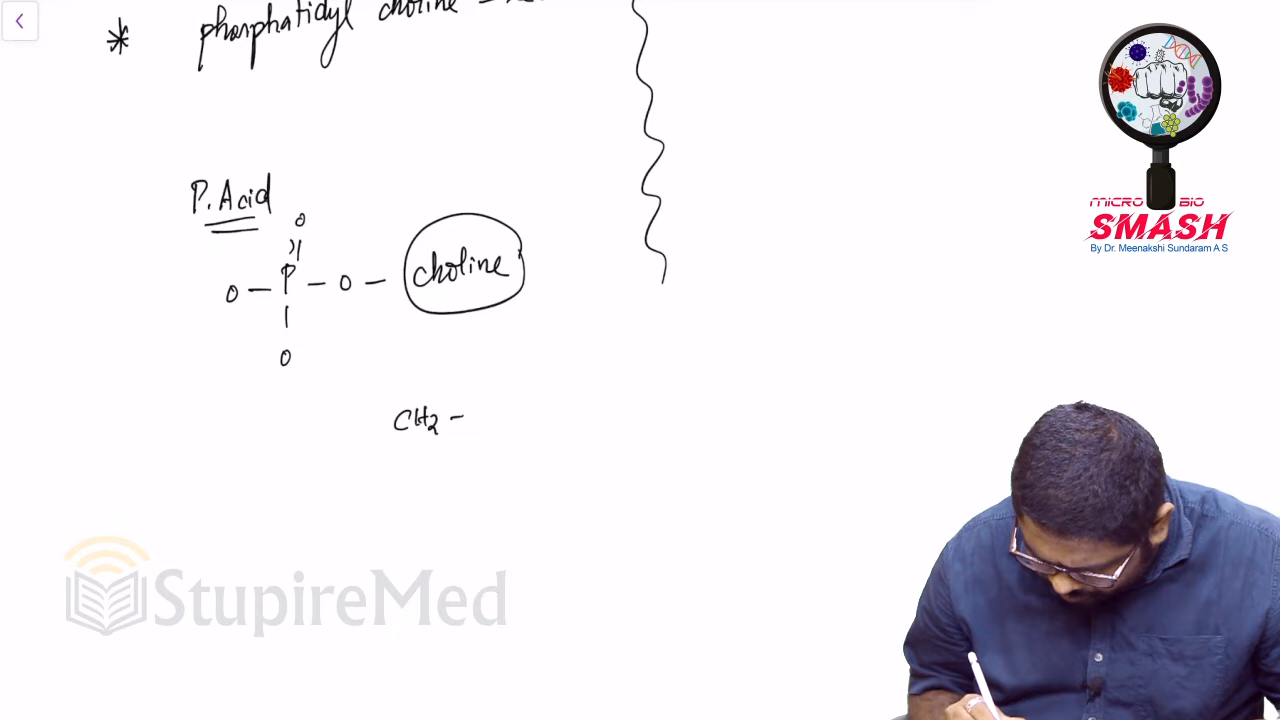 * phosphatidyl choline -
P. Acid
O
||
O - P - O - choline
|
O
CH2 -
StupireMed
MICRO BIO
SMASH
By Dr. Meenakshi Sundaram A S